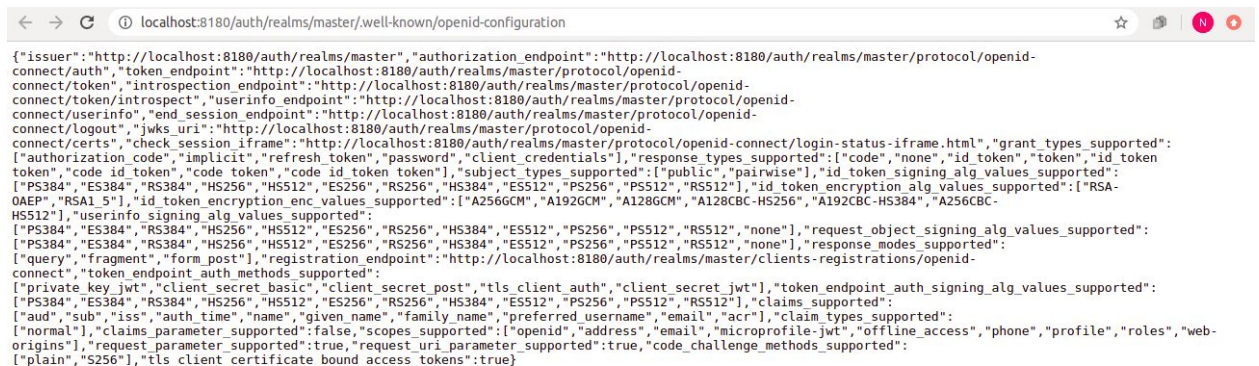 localhost:8180/auth/realms/master/.well-known/openid-configuration
N
{"issuer":"http://localhost:8180/auth/realms/master","authorization_endpoint":"http://localhost:8180/auth/realms/master/protocol/openid-
connect/auth","token_endpoint":"http://localhost:8180/auth/realms/master/protocol/openid-
connect/token","introspection_endpoint":"http://localhost:8180/auth/realms/master/protocol/openid-
connect/token/introspect","userinfo_endpoint":"http://localhost:8180/auth/realms/master/protocol/openid-
connect/userinfo","end_session_endpoint":"http://localhost:8180/auth/realms/master/protocol/openid-
connect/logout","jwks_uri":"http://localhost:8180/auth/realms/master/protocol/openid-
connect/certs","check_session_iframe":"http://localhost:8180/auth/realms/master/protocol/openid-connect/login-status-iframe.html","grant_types_supported":
["authorization_code","implicit","refresh_token","password","client_credentials"],"response_types_supported":["code","none","id_token","token","id_token
token","code id_token","code token","code id_token token"],"subject_types_supported":["public","pairwise"],"id_token_signing_alg_values_supported":
["PS384","ES384","RS384","HS256","HS512","ES256","RS256","HS384","ES512","PS256","PS512","RS512"],"id_token_encryption_alg_values_supported":["RSA-
OAEP","RSA1_5"],"id_token_encryption_enc_values_supported":["A256GCM","A192GCM","A128GCM","A128CBC-HS256","A192CBC-HS384","A256CBC-
HS512"],"userinfo_signing_alg_values_supported":
["PS384","ES384","RS384","HS256","HS512","ES256","RS256","HS384","ES512","PS256","PS512","RS512","none"],"request_object_signing_alg_values_supported":
["PS384","ES384","RS384","HS256","HS512","ES256","RS256","HS384","ES512","PS256","PS512","RS512","none"],"response_modes_supported":
["query","fragment","form_post"],"registration_endpoint":"http://localhost:8180/auth/realms/master/clients-registrations/openid-
connect","token_endpoint_auth_methods_supported":
["private_key_jwt","client_secret_basic","client_secret_post","tls_client_auth","client_secret_jwt"],"token_endpoint_auth_signing_alg_values_supported":
["PS384","ES384","RS384","HS256","HS512","ES256","RS256","HS384","ES512","PS256","PS512","RS512"],"claims_supported":
["aud","sub","iss","auth_time","name","given_name","family_name","preferred_username","email","acr"],"claim_types_supported":
["normal"],"claims_parameter_supported":false,"scopes_supported":["openid","address","email","microprofile-jwt","offline_access","phone","profile","roles","web-
origins"],"request_parameter_supported":true,"request_uri_parameter_supported":true,"code_challenge_methods_supported":
["plain","S256"],"tls_client_certificate_bound_access_tokens":true}